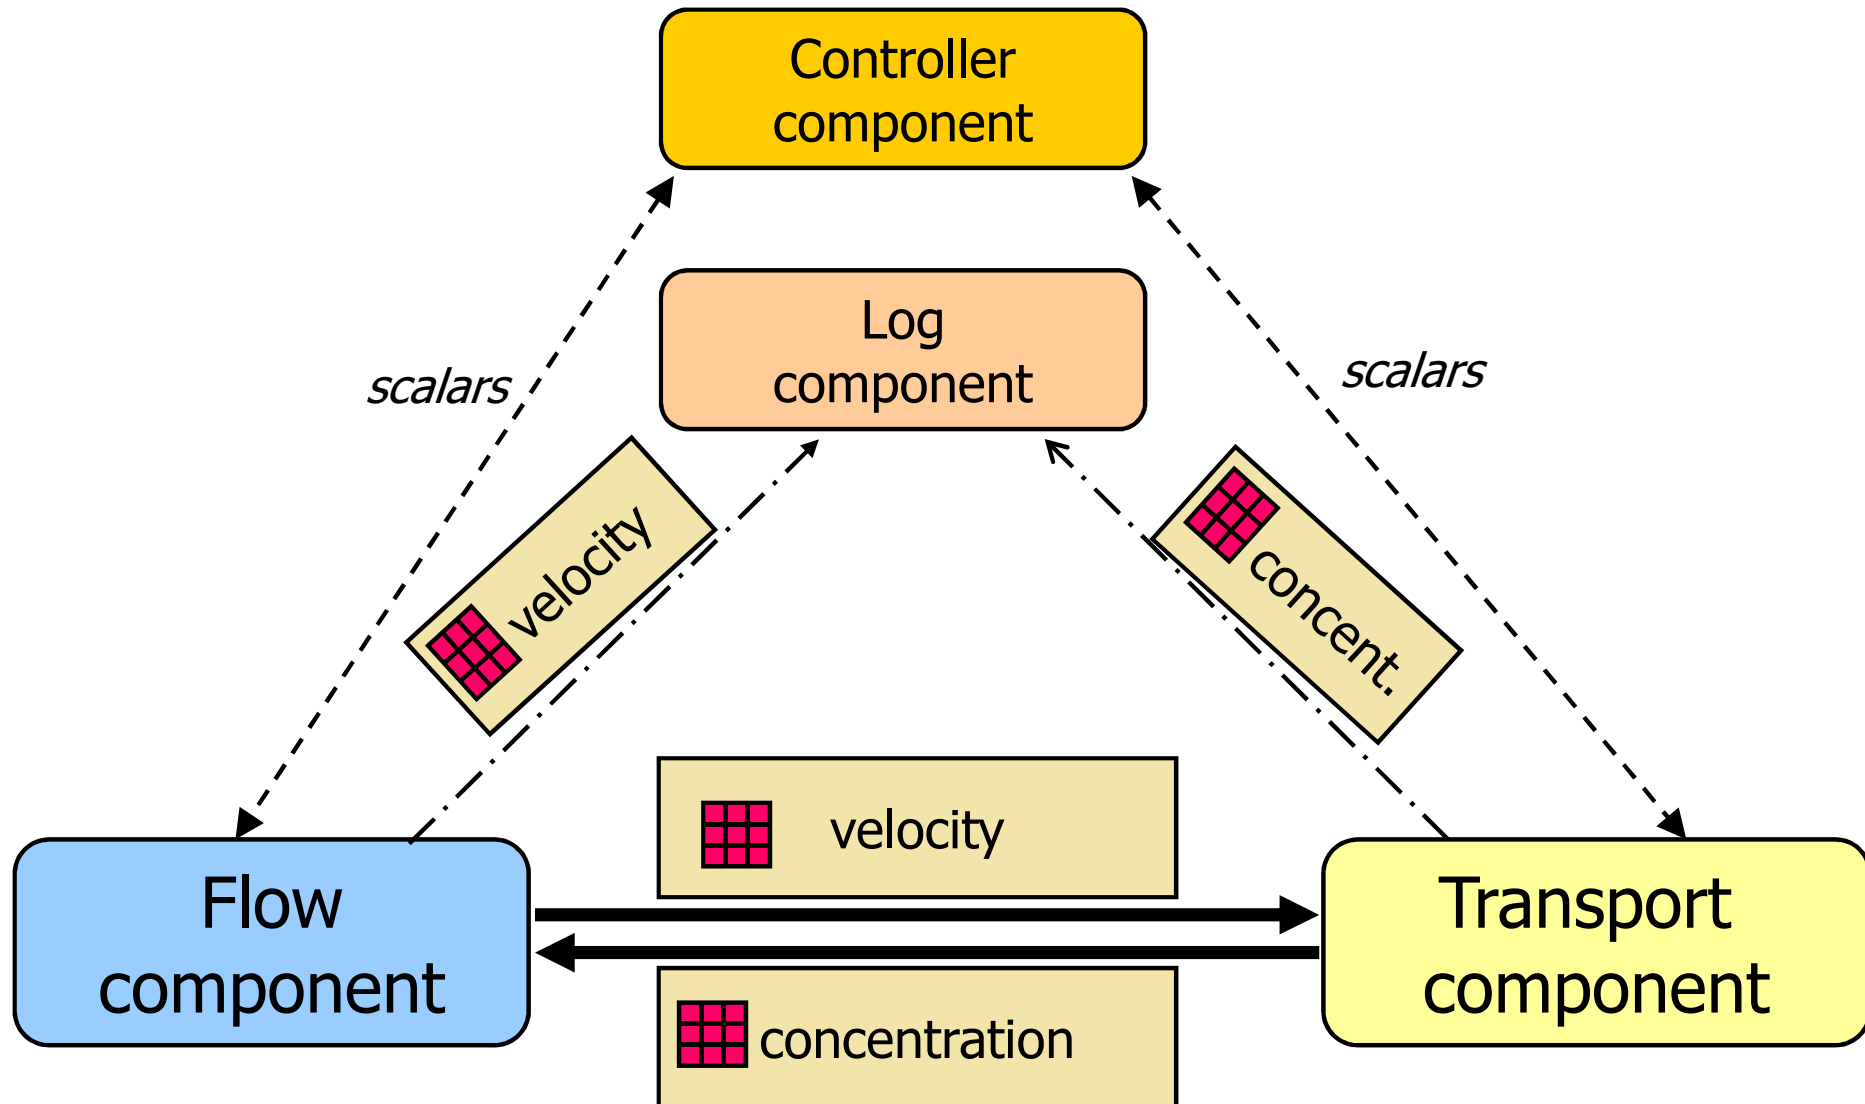 Controller
component
Log
component
scalars
scalars
velocity
concent.
velocity
Flow
component
Transport
component
concentration